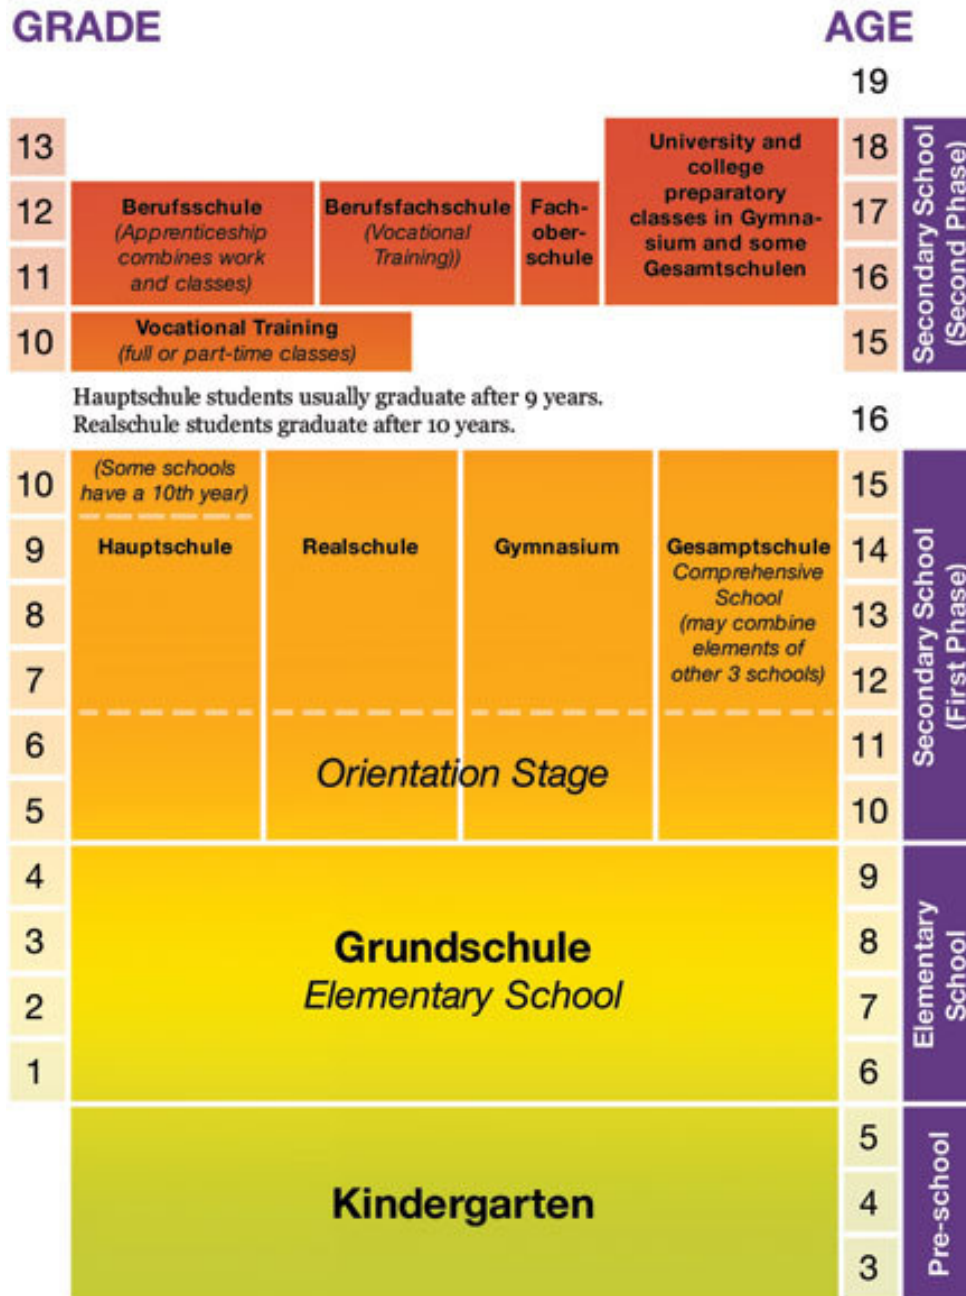 GRADE
AGE
19
13
University and
college
preparatory
classes in Gymna-
sium and some
Gesamtschulen
18
12
Berufsschule
(Apprenticeship
combines work
and classes)
Berufsfachschule
(Vocational
Training))
Fach-
ober-
schule
17
11
16
10
Vocational Training
(full or part-time classes)
15
Secondary School
(Second Phase)
Hauptschule students usually graduate after 9 years.
Realschule students graduate after 10 years.
16
10
(Some schools
have a 10th year)
15
9
Hauptschule
Realschule
Gymnasium
Gesamptschule
Comprehensive
School
(may combine
elements of
other 3 schools)
14
8
13
7
12
6
11
Orientation Stage
5
10
Secondary School
(First Phase)
4
9
3
Grundschule
Elementary School
8
2
7
1
6
Elementary
School
5
Kindergarten
4
3
Pre-school